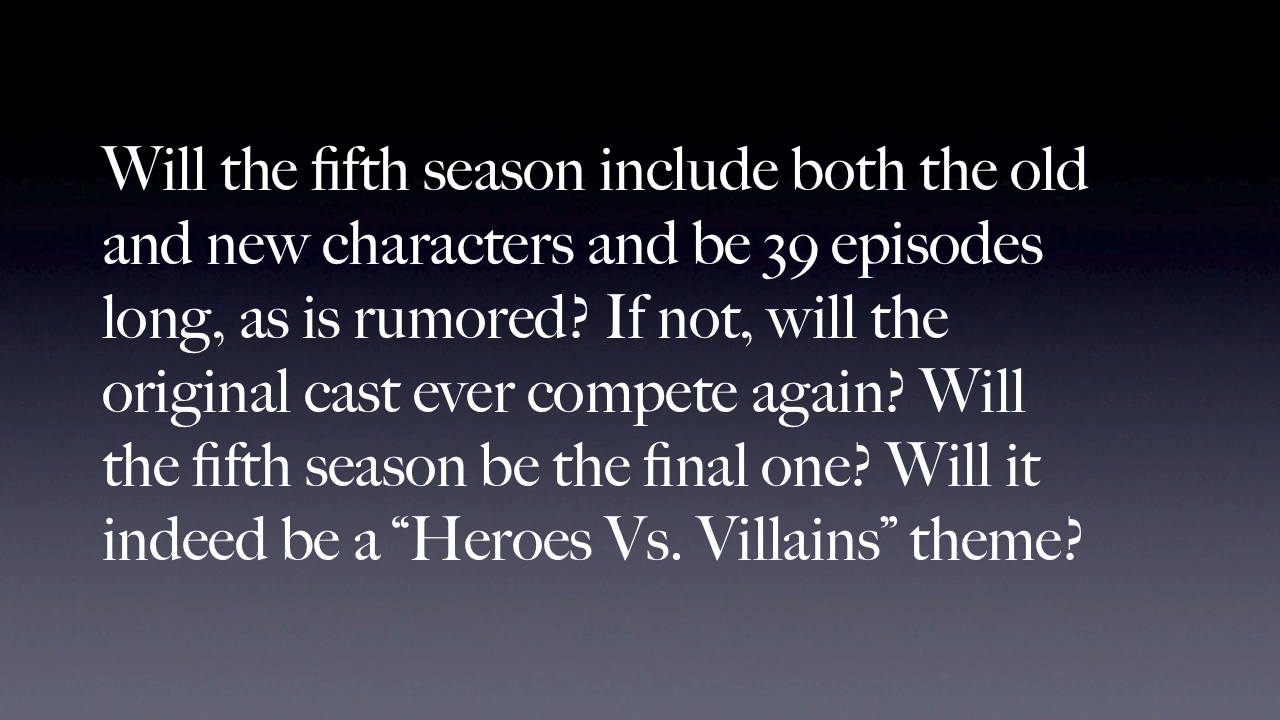 Will the fifth season include both the old
and new characters and be 39 episodes
long, as is rumored? If not, will the
original cast ever compete again? Will
the fifth season be the final one? Will it
indeed be a “Heroes Vs. Villains” theme?